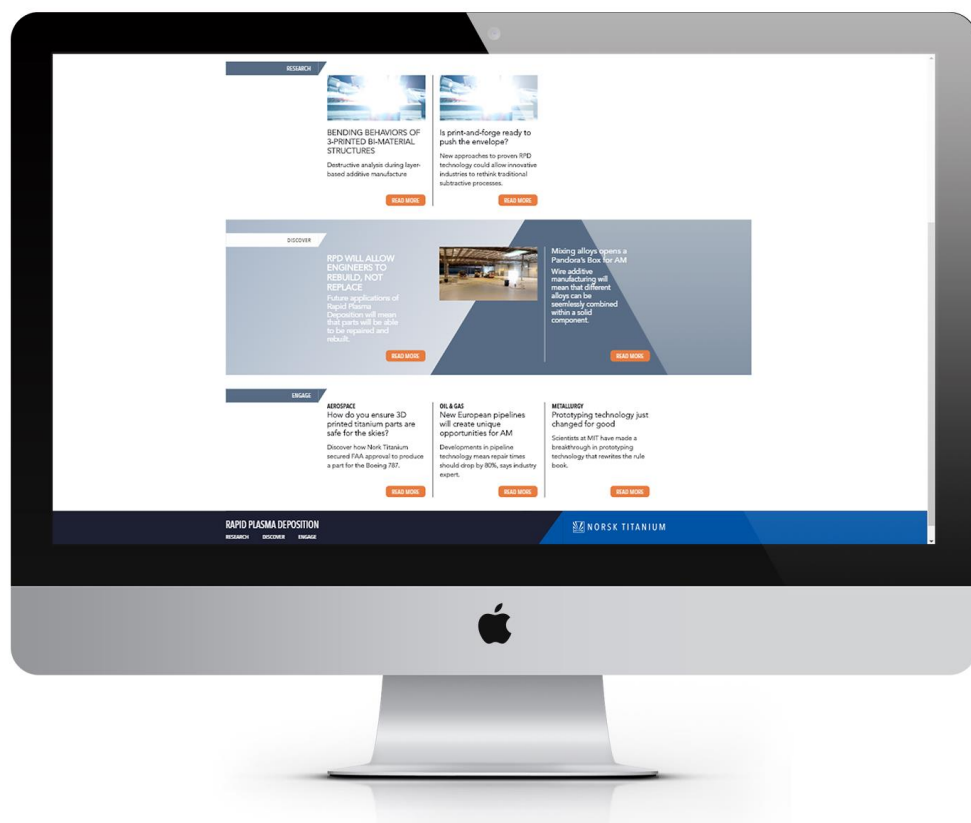 RESEARCH
BENDING BEHAVIORS OF
3-PRINTED BI-MATERIAL
STRUCTURES
Destructive analysis during layer-
based additive manufacture
READ MORE
Is print-and-forge ready to
push the envelope?
New approaches to proven RPD
technology could allow innovative
industries to rethink traditional
subtractive processes.
READ MORE
DISCOVER
RPD WILL ALLOW
ENGINEERS TO
REBUILD, NOT
REPLACE
Future applications of
Rapid Plasma
Deposition will mean
that parts will be able
to be repaired and
rebuilt.
READ MORE
Mixing alloys opens a
Pandora's Box for AM
Wire additive
manufacturing will
mean that different
alloys can be
seemlessly combined
within a solid
component.
READ MORE
ENGAGE
AEROSPACE
How do you ensure 3D
printed titanium parts are
safe for the skies?
Discover how Nork Titanium
secured FAA approval to produce
a part for the Boeing 787.
READ MORE
OIL & GAS
New European pipelines
will create unique
opportunities for AM
Developments in pipeline
technology mean repair times
should drop by 80%, says industry
expert.
READ MORE
METALLURGY
Prototyping technology just
changed for good
Scientists at MIT have made a
breakthrough in prototyping
technology that rewrites the rule
book.
READ MORE
RAPID PLASMA DEPOSITION
RESEARCH DISCOVER ENGAGE
NORSK TITANIUM